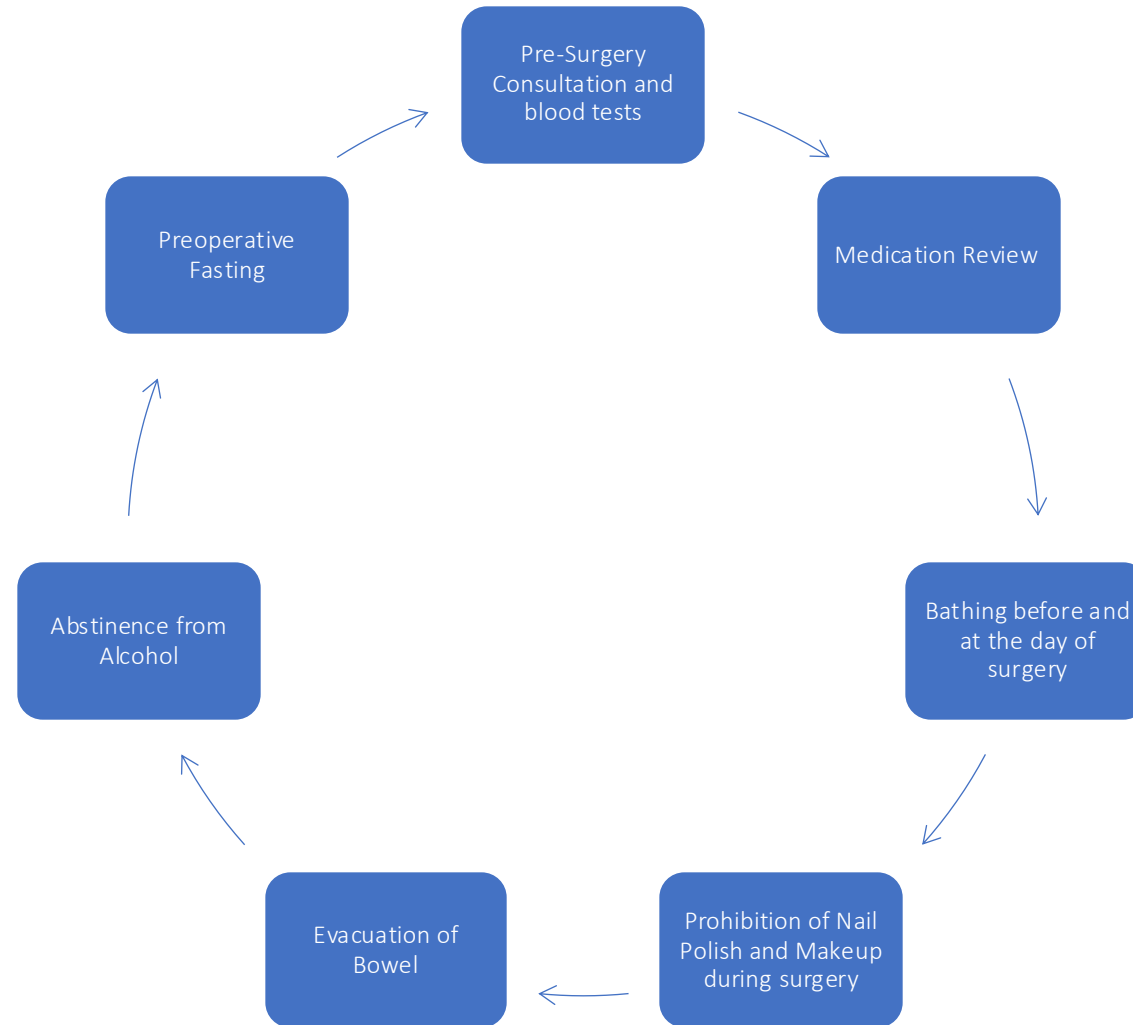 Pre-Surgery
Consultation and
blood tests
Medication Review
Bathing before and
at the day of
surgery
Prohibition of Nail
Polish and Makeup
during surgery
Evacuation of
Bowel
Abstinence from
Alcohol
Preoperative
Fasting